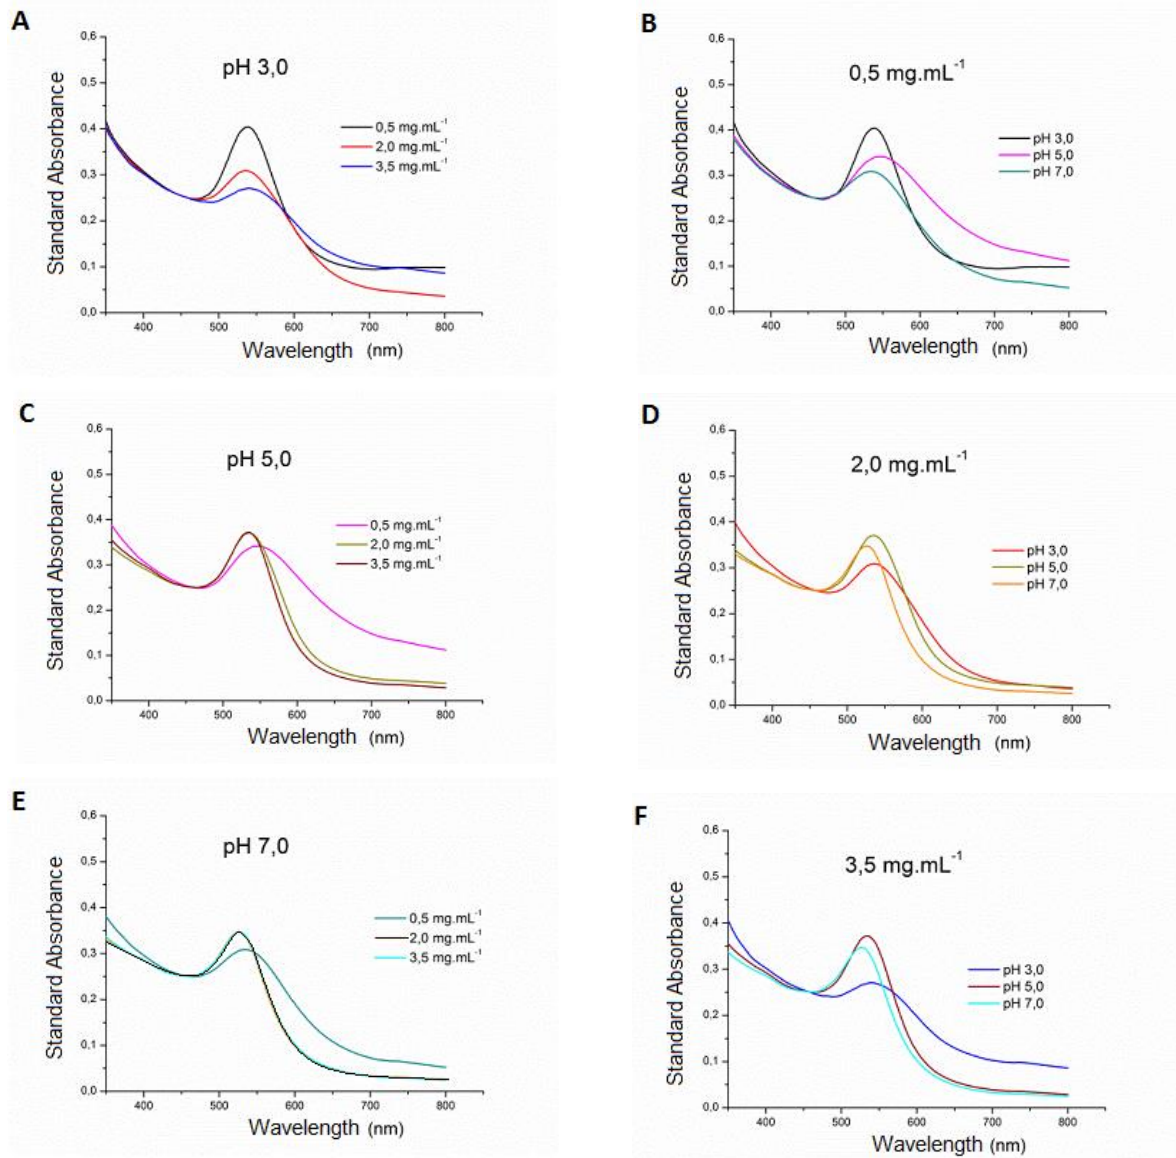 A
pH 3,0
0,6
0,5
0,4
0,3
0,2
0,1
0,0
Standard Absorbance
0,5 mg.mL⁻¹
2,0 mg.mL⁻¹
3,5 mg.mL⁻¹
400 500 600 700 800
Wavelength (nm)
B
0,5 mg.mL⁻¹
0,6
0,5
0,4
0,3
0,2
0,1
0,0
Standard Absorbance
pH 3,0
pH 5,0
pH 7,0
400 500 600 700 800
Wavelength (nm)
C
pH 5,0
0,6
0,5
0,4
0,3
0,2
0,1
0,0
Standard Absorbance
0,5 mg.mL⁻¹
2,0 mg.mL⁻¹
3,5 mg.mL⁻¹
400 500 600 700 800
Wavelength (nm)
D
2,0 mg.mL⁻¹
0,6
0,5
0,4
0,3
0,2
0,1
0,0
Standard Absorbance
pH 3,0
pH 5,0
pH 7,0
400 500 600 700 800
Wavelength (nm)
E
pH 7,0
0,6
0,5
0,4
0,3
0,2
0,1
0,0
Standard Absorbance
0,5 mg.mL⁻¹
2,0 mg.mL⁻¹
3,5 mg.mL⁻¹
400 500 600 700 800
Wavelength (nm)
F
3,5 mg.mL⁻¹
0,6
0,5
0,4
0,3
0,2
0,1
0,0
Standard Absorbance
pH 3,0
pH 5,0
pH 7,0
400 500 600 700 800
Wavelength (nm)